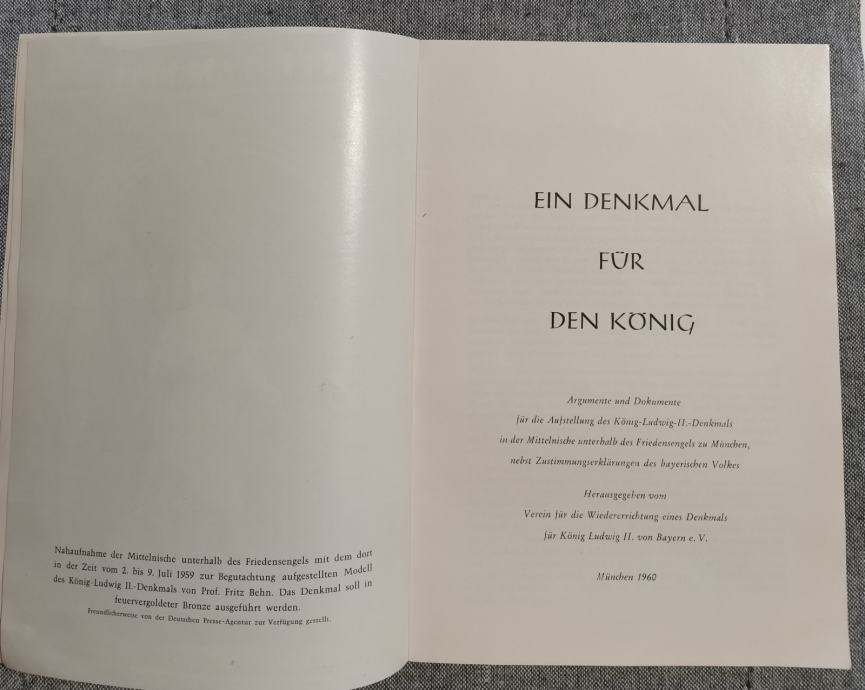 Nahaufnahme der Mittelnische unterhalb des Friedensengels mit dem dort
in der Zeit vom 2. bis 9. Juli 1959 zur Begutachtung aufgestellten Modell
des König-Ludwig II.-Denkmals von Prof. Fritz Behn. Das Denkmal soll in
feuervergoldeter Bronze ausgeführt werden.
Freundlicherweise von der Deutschen Presse-Agentur zur Verfügung gestellt.
EIN DENKMAL
FÜR
DEN KÖNIG
Argumente und Dokumente
für die Aufstellung des König-Ludwig-II.-Denkmals
in der Mittelnische unterhalb des Friedensengels zu München,
nebst Zustimmungserklärungen des bayerischen Volkes
Herausgegeben vom
Verein für die Wiedererrichtung eines Denkmals
für König Ludwig II. von Bayern e. V.
München 1960